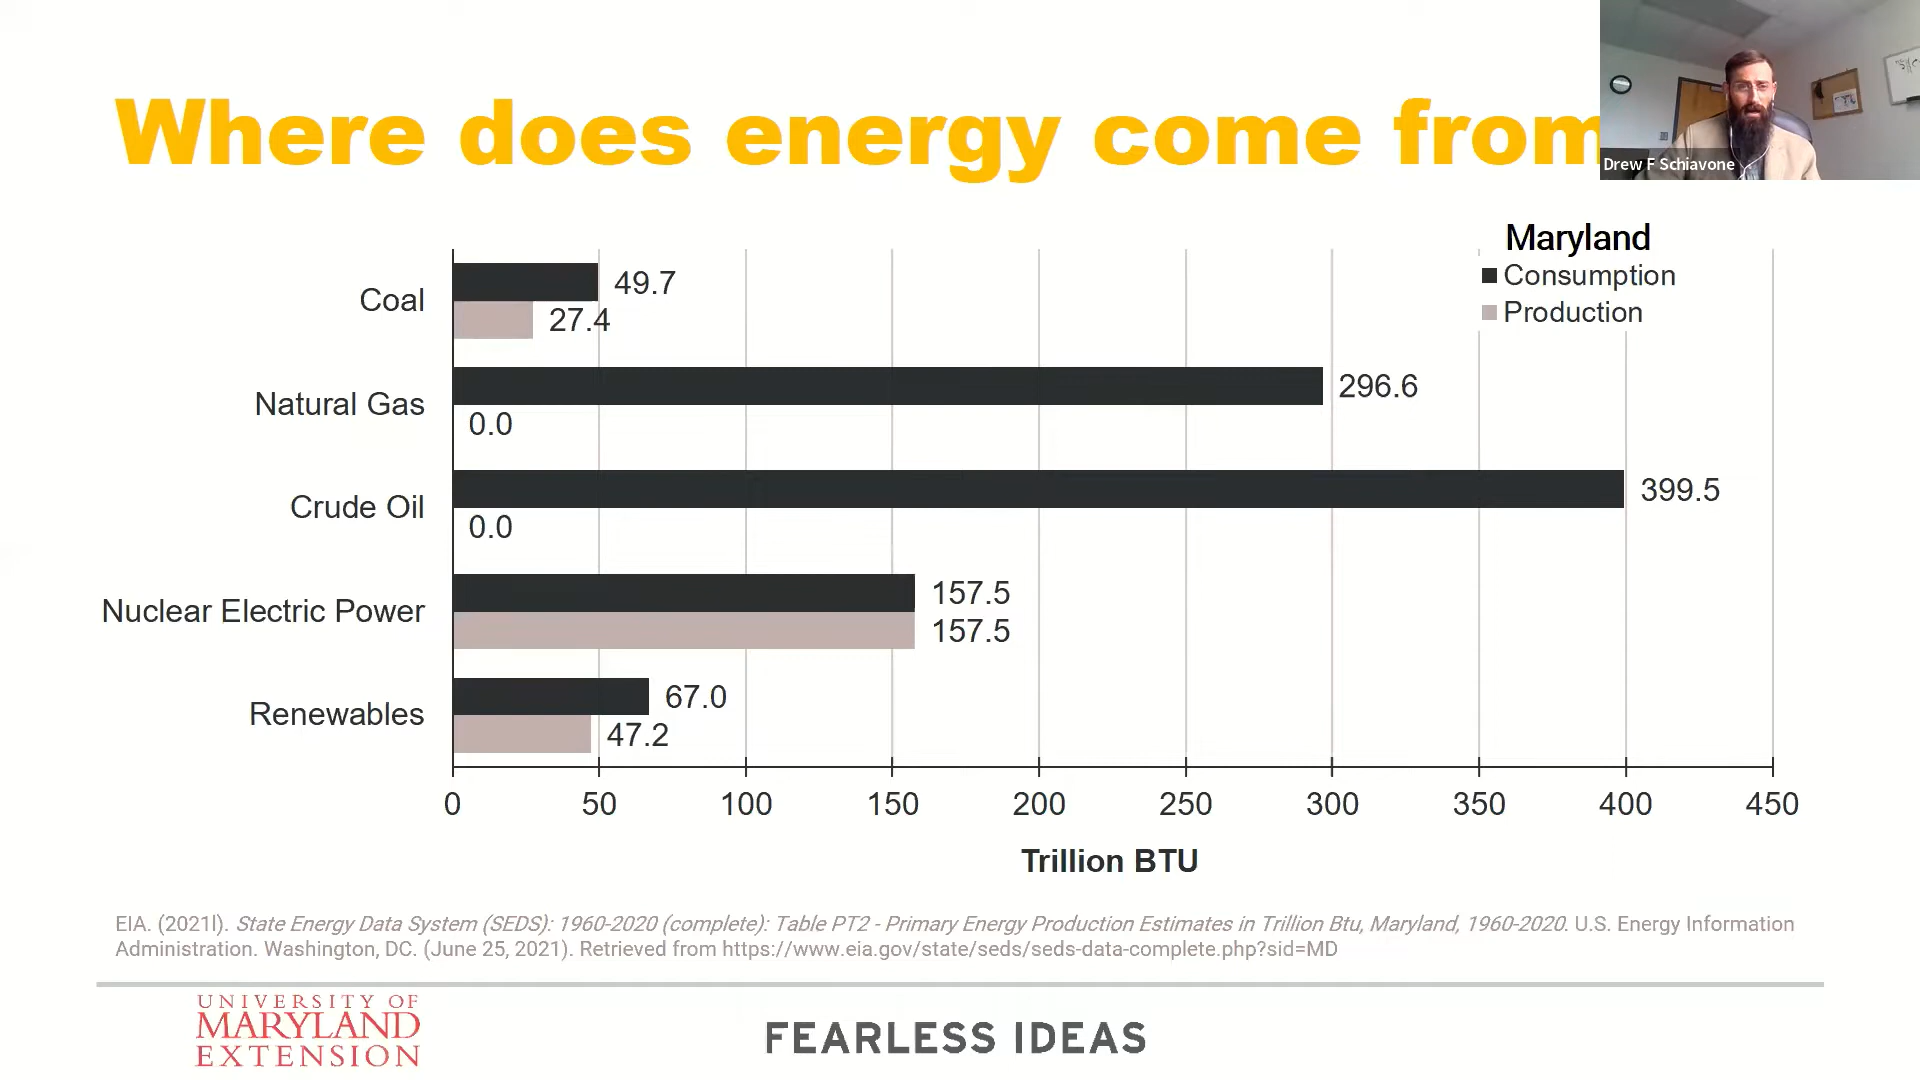 Where does energy come from
Drew F Schiavone
Maryland
Consumption
Production
Coal
49.7
27.4
Natural Gas
296.6
0.0
Crude Oil
399.5
0.0
Nuclear Electric Power
157.5
157.5
Renewables
67.0
47.2
0 50 100 150 200 250 300 350 400 450
Trillion BTU
EIA. (2021l). State Energy Data System (SEDS): 1960-2020 (complete): Table PT2 - Primary Energy Production Estimates in Trillion Btu, Maryland, 1960-2020. U.S. Energy Information
Administration. Washington, DC. (June 25, 2021). Retrieved from https://www.eia.gov/state/seds/seds-data-complete.php?sid=MD
UNIVERSITY OF
MARYLAND
EXTENSION
FEARLESS IDEAS